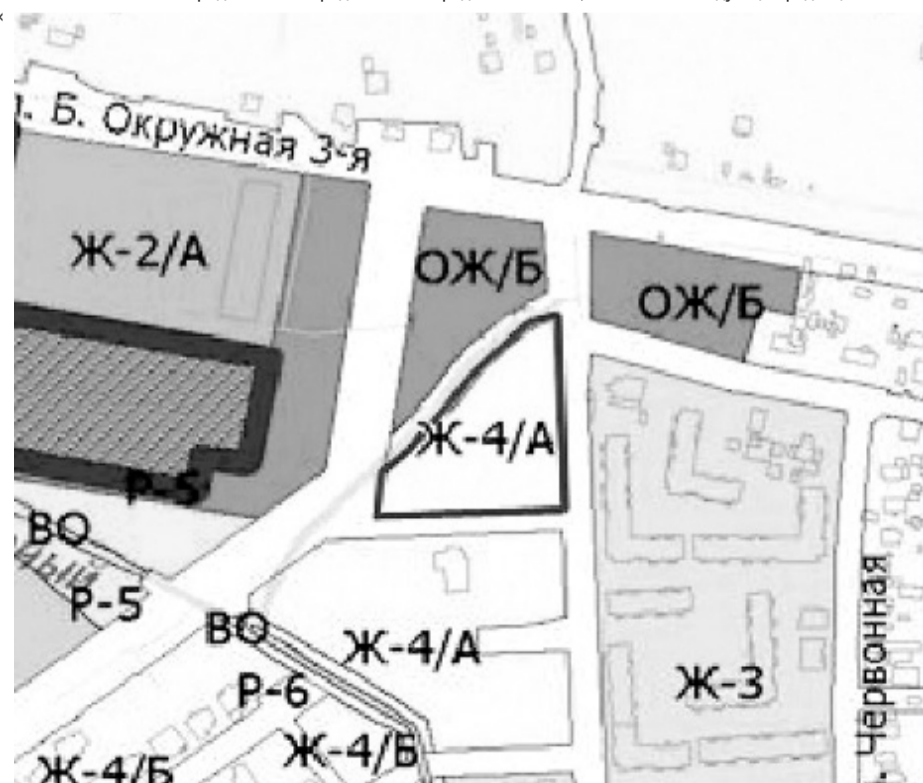 . Б. Окружная 3-я
Ж-2/А
ОЖ/Б
ОЖ/Б
Ж-4/А
Р-5
ВО
Р-5
ВО
Ж-4/А
Р-6
Ж-3
Червонная
Ж-4/Б
Ж-4/Б